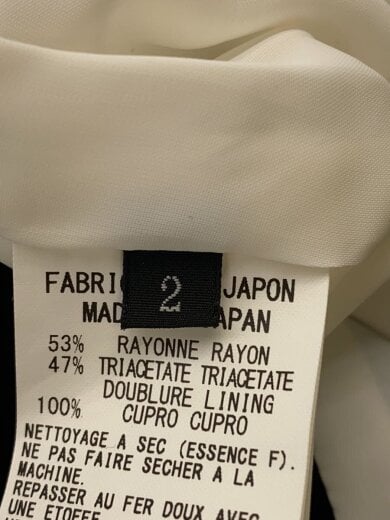 2
FABRI JAPON
MAD APAN
53% RAYONNE RAYON
47% TRIACETATE TRIACETATE
DOUBLURE LINING
100% CUPRO CUPRO
NETTOYAGE A SEC (ESSENCE F).
NE PAS FAIRE SECHER A LA
MACHINE.
REPASSER AU FER DOUX AVEC
UNE ETOFFE